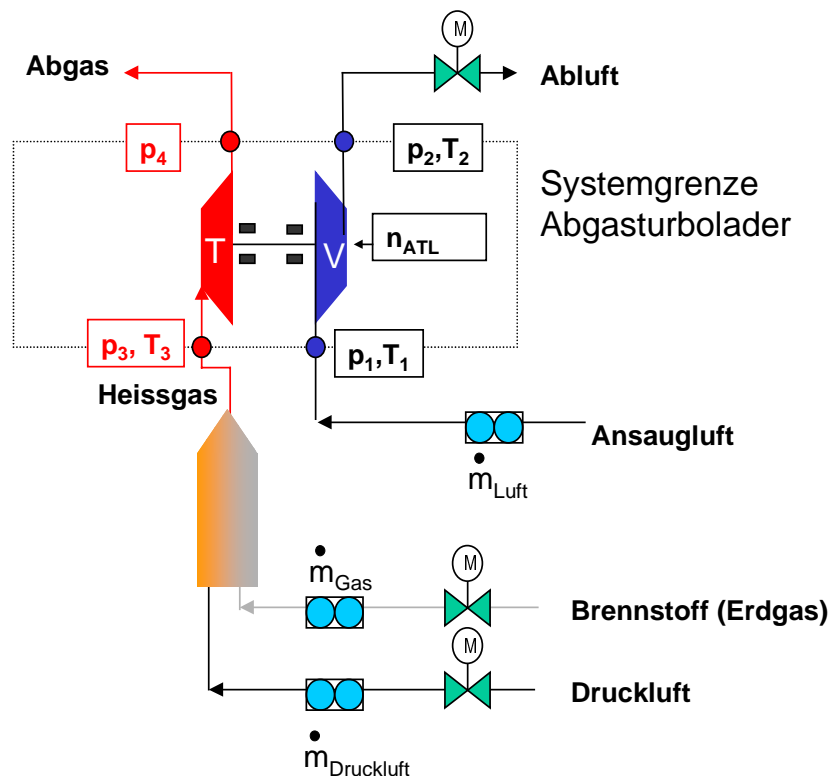 M
Abgas
Abluft
p4
p2,T2
Systemgrenze
Abgasturbolader
T
V
nATL
p3, T3
p1,T1
Heissgas
Ansaugluft
ṁLuft
ṁGas
M
Brennstoff (Erdgas)
M
Druckluft
ṁDruckluft